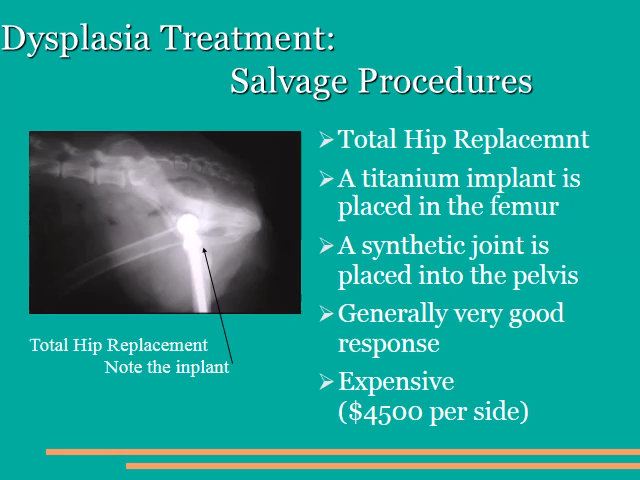 Dysplasia Treatment:
Salvage Procedures
Total Hip Replacemnt
A titanium implant is
placed in the femur
A synthetic joint is
placed into the pelvis
Generally very good
response
Expensive
($4500 per side)
Total Hip Replacement
Note the inplant